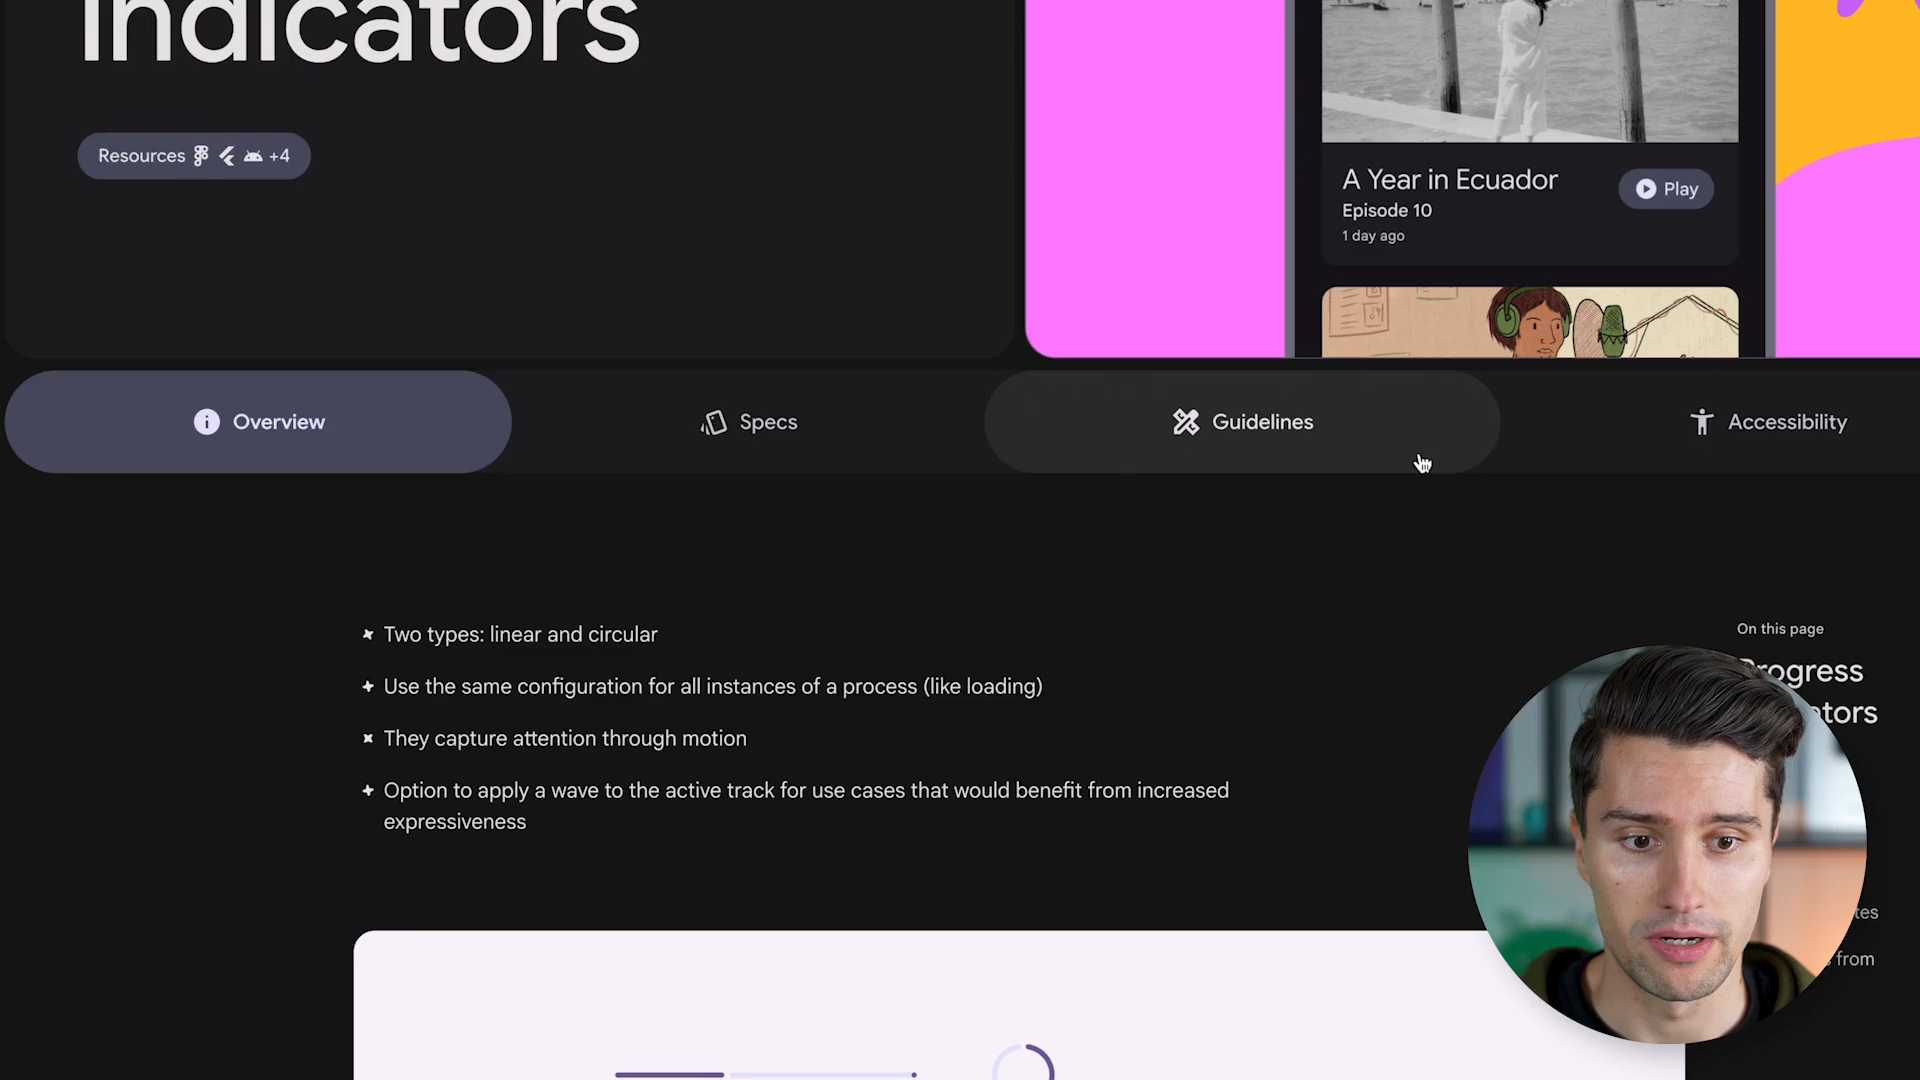 Indicators
Resources +4
A Year in Ecuador
Episode 10
1 day ago
Play
Overview
Specs
Guidelines
Accessibility
Two types: linear and circular
Use the same configuration for all instances of a process (like loading)
They capture attention through motion
Option to apply a wave to the active track for use cases that would benefit from increased
expressiveness
On this page
Progress
from